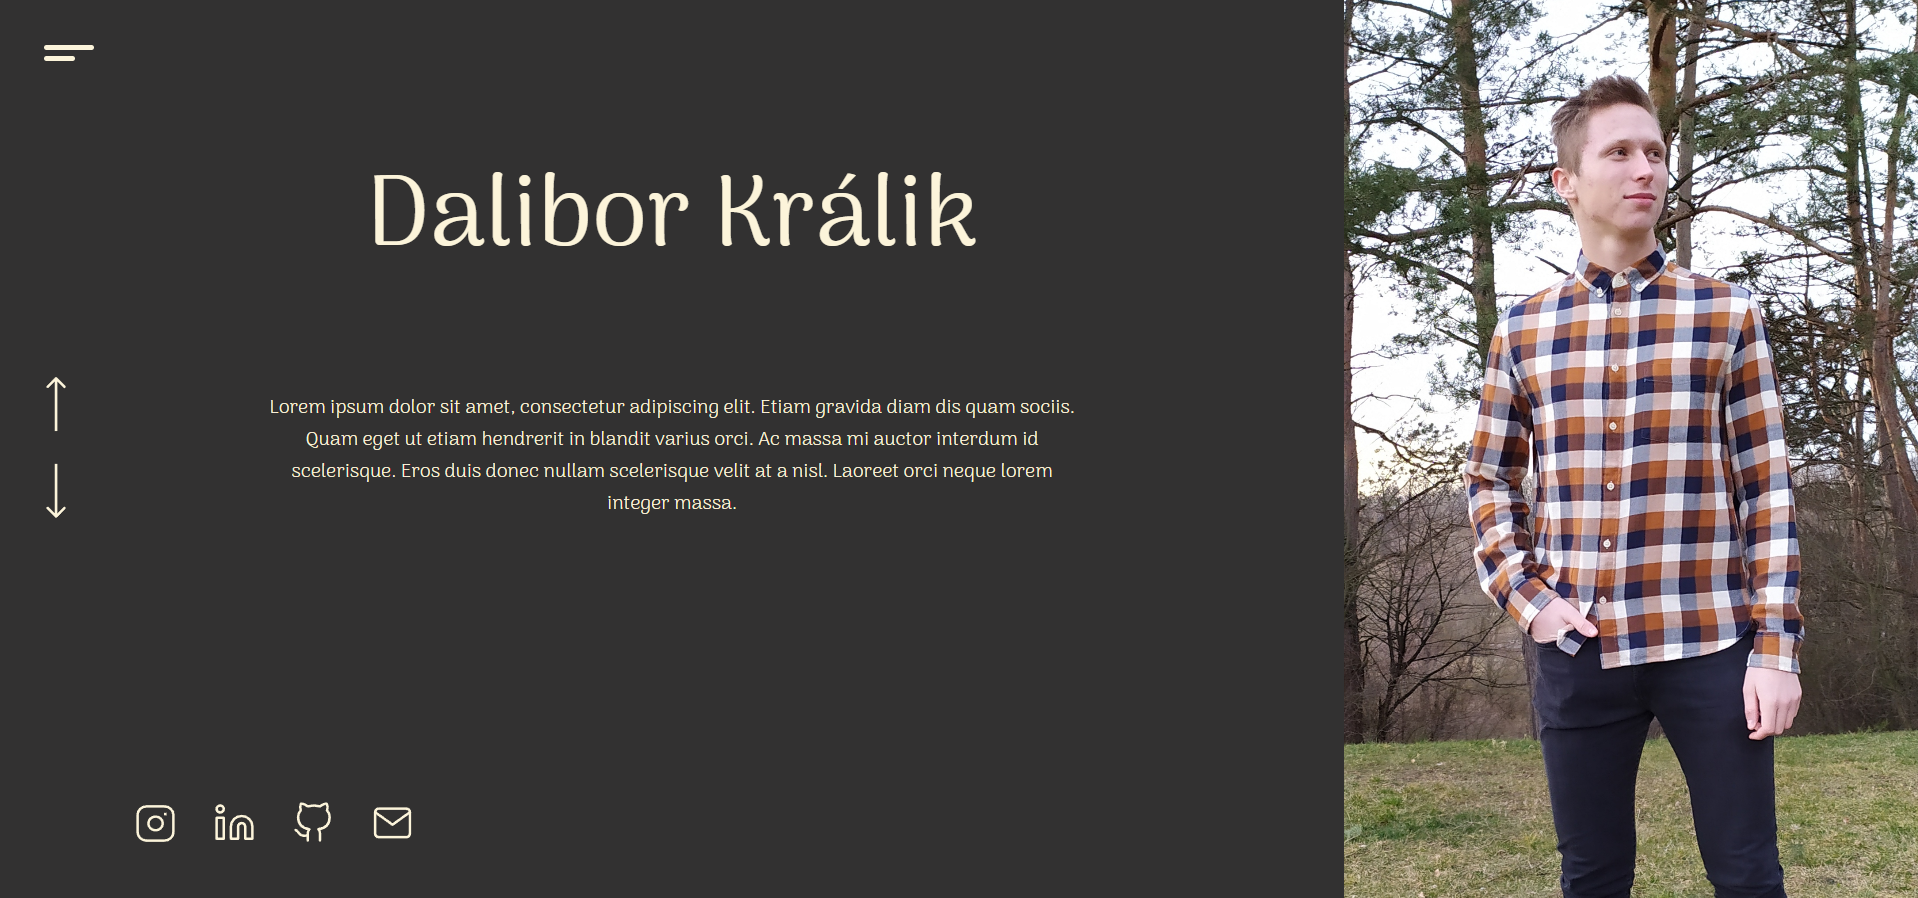 Dalibor Králik
Lorem ipsum dolor sit amet, consectetur adipiscing elit. Etiam gravida diam dis quam sociis.
Quam eget ut etiam hendrerit in blandit varius orci. Ac massa mi auctor interdum id
scelerisque. Eros duis donec nullam scelerisque velit at a nisl. Laoreet orci neque lorem
integer massa.